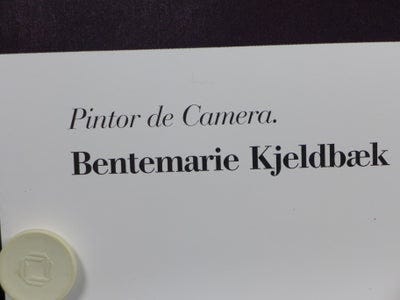 Pintor de Camera.
Bentemarie Kjeldbæk